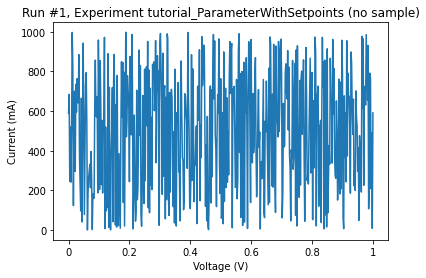 Run #1, Experiment tutorial_ParameterWithSetpoints (no sample)
1000
800
600
400
200
0
Current (mA)
0 0.2 0.4 0.6 0.8 1
Voltage (V)